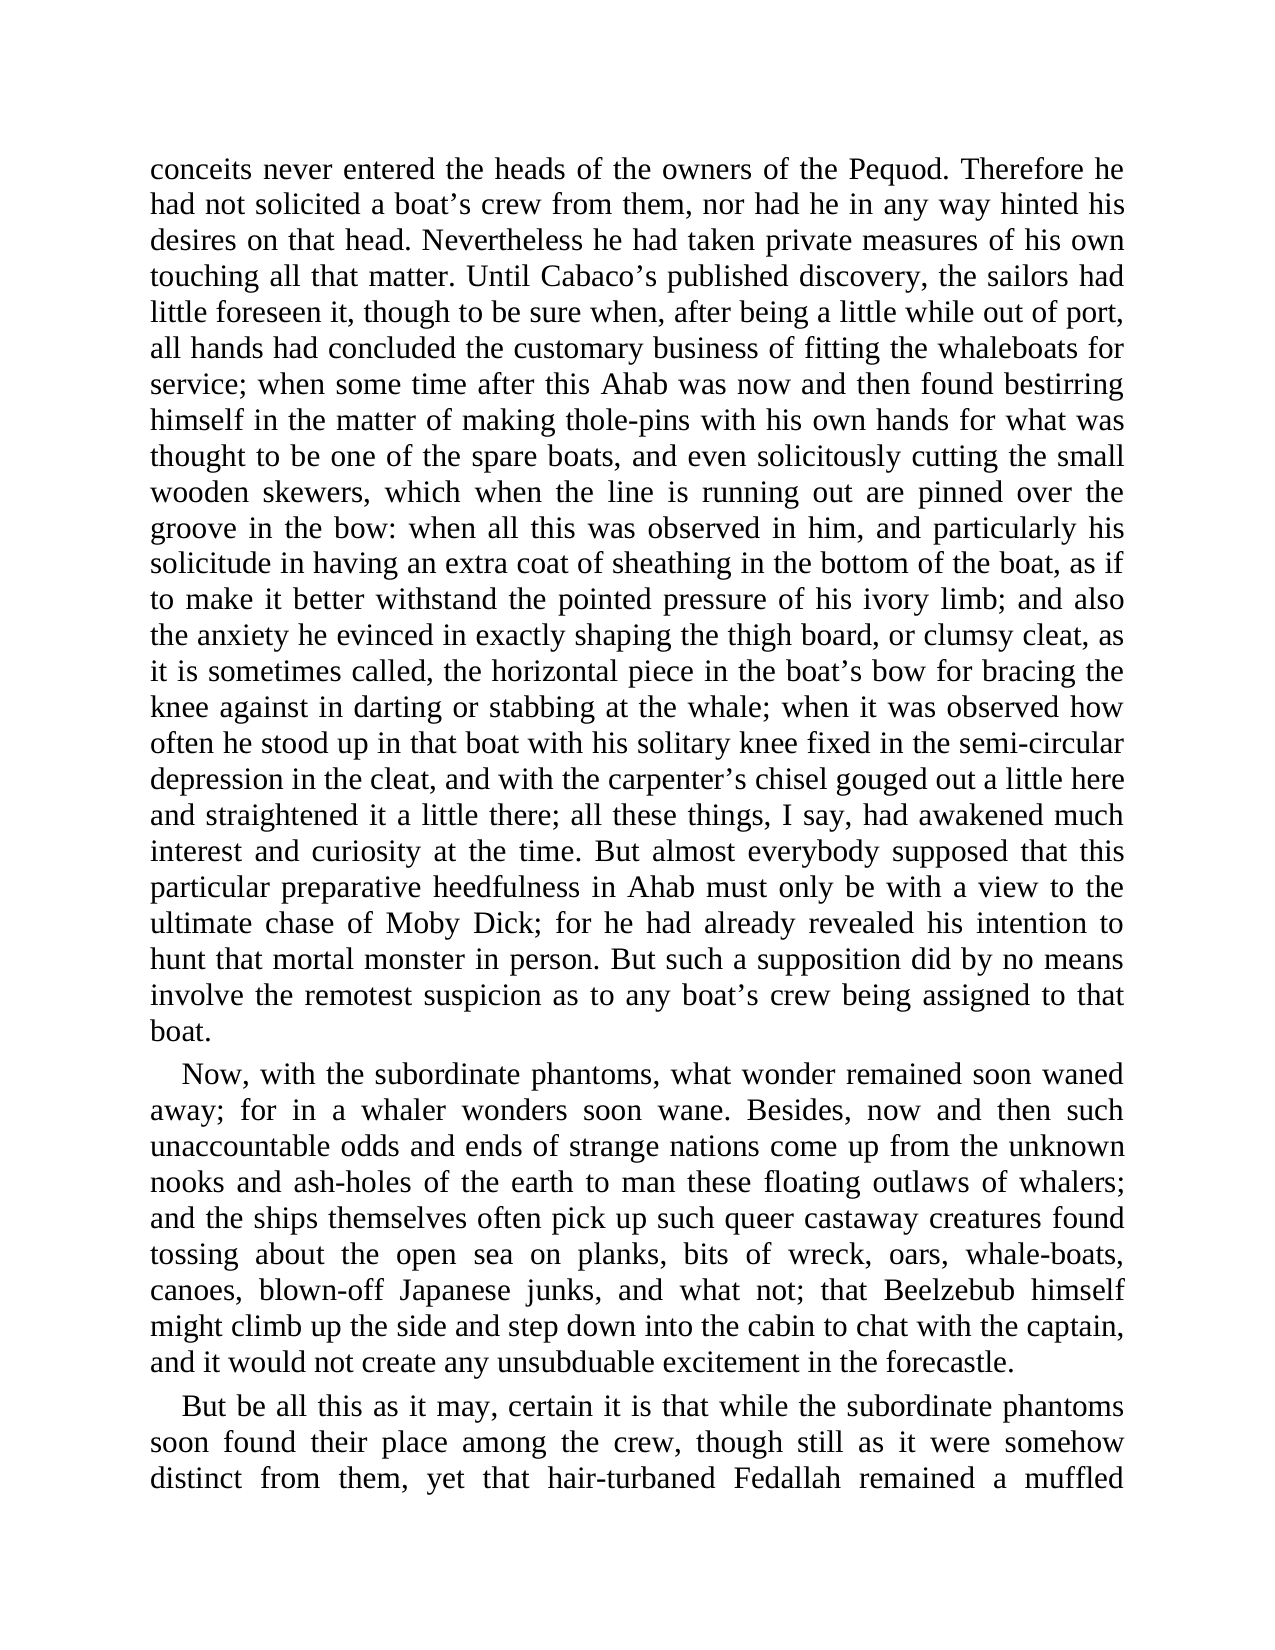 conceits never entered the heads of the owners of the Pequod. Therefore he
had not solicited a boat’s crew from them, nor had he in any way hinted his
desires on that head. Nevertheless he had taken private measures of his own
touching all that matter. Until Cabaco’s published discovery, the sailors had
little foreseen it, though to be sure when, after being a little while out of port,
all hands had concluded the customary business of fitting the whaleboats for
service; when some time after this Ahab was now and then found bestirring
himself in the matter of making thole-pins with his own hands for what was
thought to be one of the spare boats, and even solicitously cutting the small
wooden skewers, which when the line is running out are pinned over the
groove in the bow: when all this was observed in him, and particularly his
solicitude in having an extra coat of sheathing in the bottom of the boat, as if
to make it better withstand the pointed pressure of his ivory limb; and also
the anxiety he evinced in exactly shaping the thigh board, or clumsy cleat, as
it is sometimes called, the horizontal piece in the boat’s bow for bracing the
knee against in darting or stabbing at the whale; when it was observed how
often he stood up in that boat with his solitary knee fixed in the semi-circular
depression in the cleat, and with the carpenter’s chisel gouged out a little here
and straightened it a little there; all these things, I say, had awakened much
interest and curiosity at the time. But almost everybody supposed that this
particular preparative heedfulness in Ahab must only be with a view to the
ultimate chase of Moby Dick; for he had already revealed his intention to
hunt that mortal monster in person. But such a supposition did by no means
involve the remotest suspicion as to any boat’s crew being assigned to that
boat.
Now, with the subordinate phantoms, what wonder remained soon waned
away; for in a whaler wonders soon wane. Besides, now and then such
unaccountable odds and ends of strange nations come up from the unknown
nooks and ash-holes of the earth to man these floating outlaws of whalers;
and the ships themselves often pick up such queer castaway creatures found
tossing about the open sea on planks, bits of wreck, oars, whale-boats,
canoes, blown-off Japanese junks, and what not; that Beelzebub himself
might climb up the side and step down into the cabin to chat with the captain,
and it would not create any unsubduable excitement in the forecastle.
But be all this as it may, certain it is that while the subordinate phantoms
soon found their place among the crew, though still as it were somehow
distinct from them, yet that hair-turbaned Fedallah remained a muffled